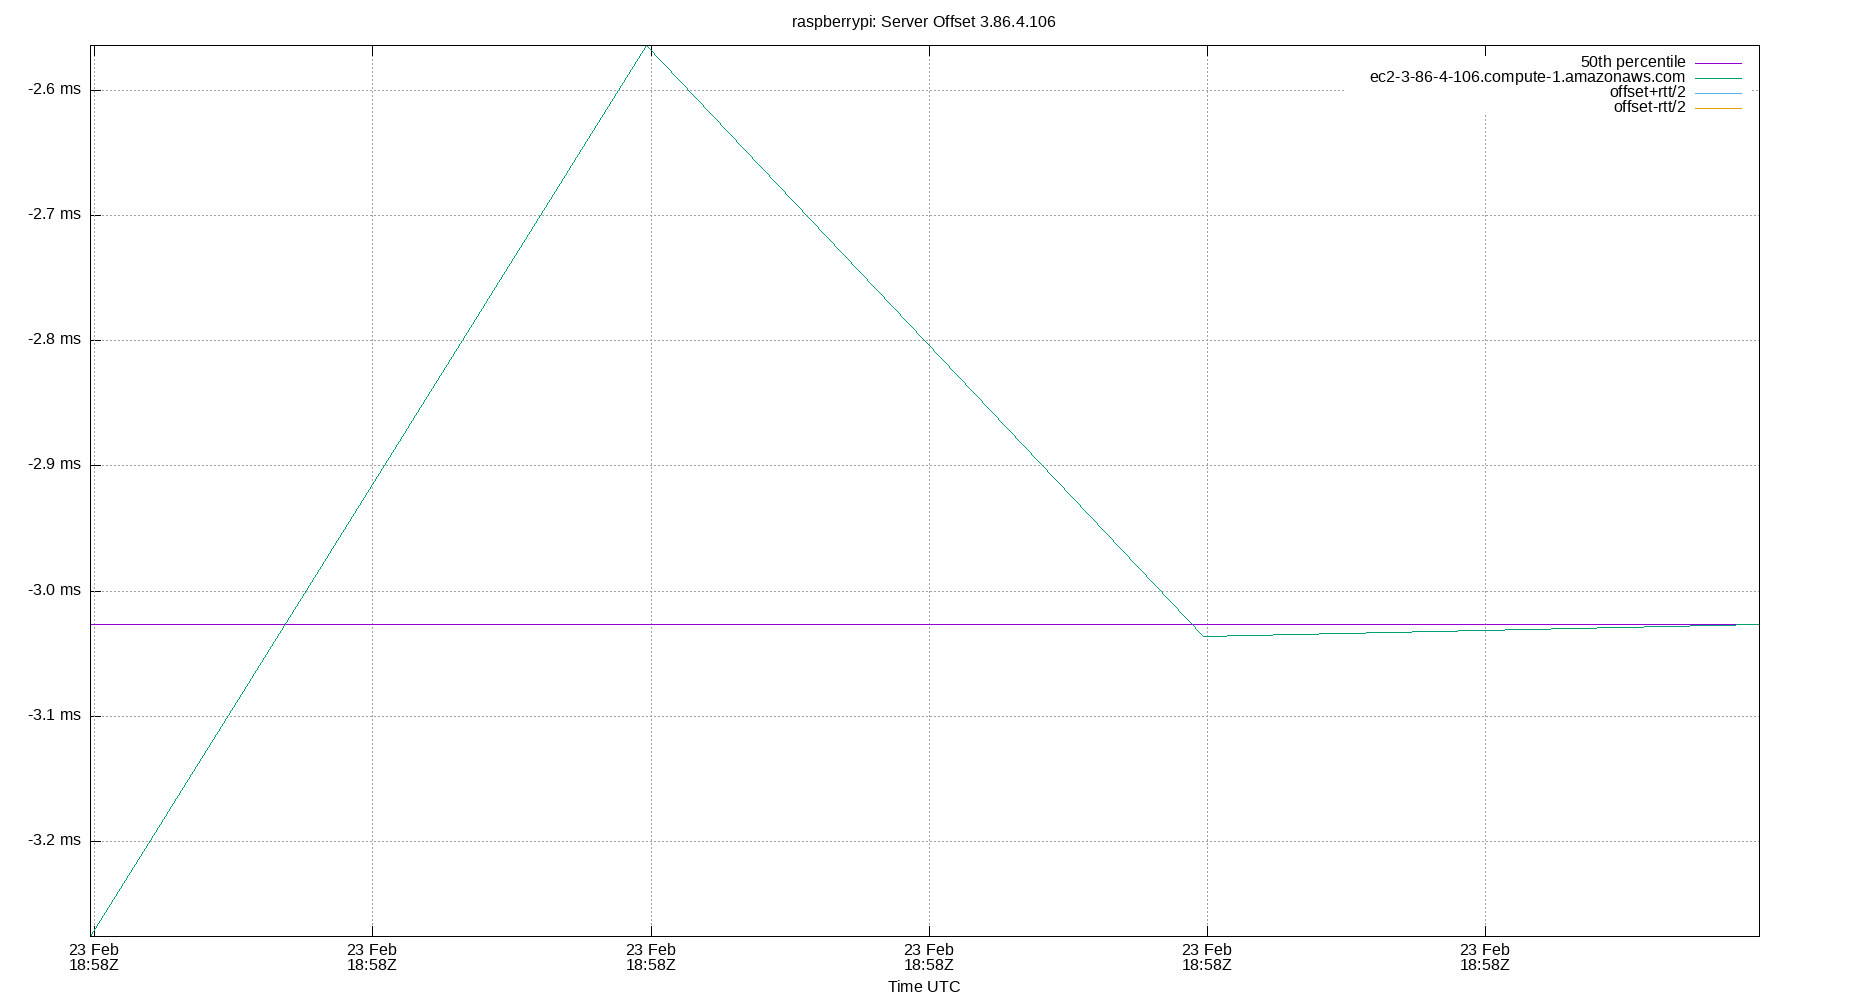 raspberrypi: Server Offset 3.86.4.106
50th percentile
ec2-3-86-4-106.compute-1.amazonaws.com
offset+rtt/2
offset-rtt/2
-2.6 ms
-2.7 ms
-2.8 ms
-2.9 ms
-3.0 ms
-3.1 ms
-3.2 ms
23 Feb 23 Feb 23 Feb 23 Feb 23 Feb 23 Feb
18:58Z 18:58Z 18:58Z 18:58Z 18:58Z 18:58Z
Time UTC